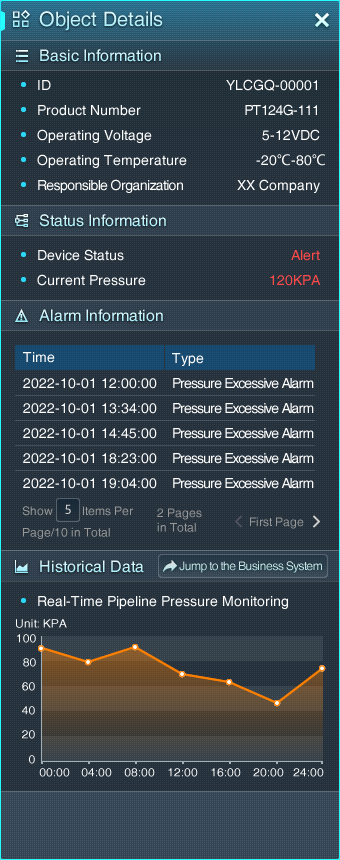 Object Details
Basic Information
ID YLCGQ-00001
Product Number PT124G-111
Operating Voltage 5-12VDC
Operating Temperature -20℃-80℃
Responsible Organization XX Company
Status Information
Device Status Alert
Current Pressure 120KPA
Alarm Information
Time Type
2022-10-01 12:00:00 Pressure Excessive Alarm
2022-10-01 13:34:00 Pressure Excessive Alarm
2022-10-01 14:45:00 Pressure Excessive Alarm
2022-10-01 18:23:00 Pressure Excessive Alarm
2022-10-01 19:04:00 Pressure Excessive Alarm
Show 5 Items Per
Page/10 in Total
2 Pages
in Total
First Page
Historical Data Jump to the Business System
Real-Time Pipeline Pressure Monitoring
Unit: KPA
100
80
60
40
20
0
00:00 04:00 08:00 12:00 16:00 20:00 24:00